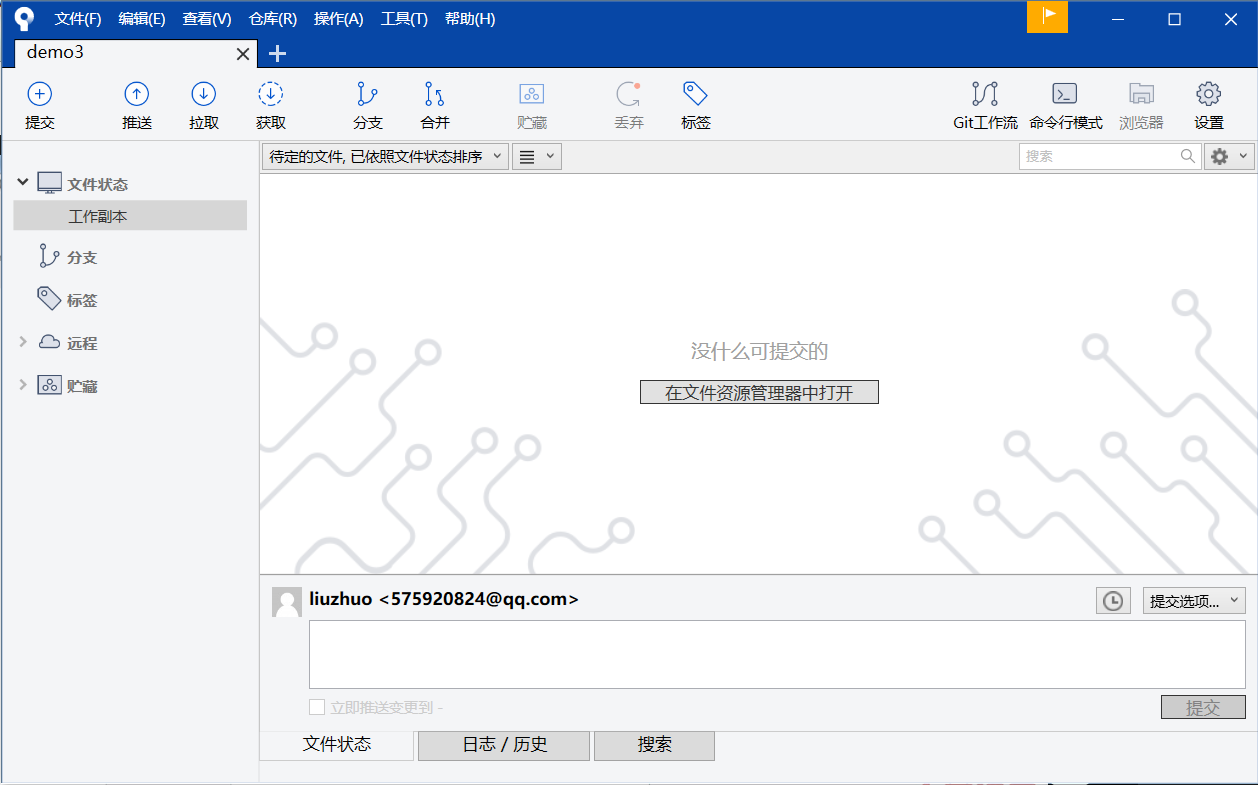 文件(F) 编辑(E) 查看(V) 仓库(R) 操作(A) 工具(T) 帮助(H)
demo3
提交 推送 拉取 获取 分支 合并 贮藏 丢弃 标签 Git工作流 命令行模式 浏览器 设置
待定的文件, 已依照文件状态排序 搜索
文件状态
工作副本
分支
标签
远程
贮藏
没什么可提交的
在文件资源管理器中打开
liuzhuo <575920824@qq.com> 提交选项...
立即推送变更到 - 提交
文件状态 日志 / 历史 搜索